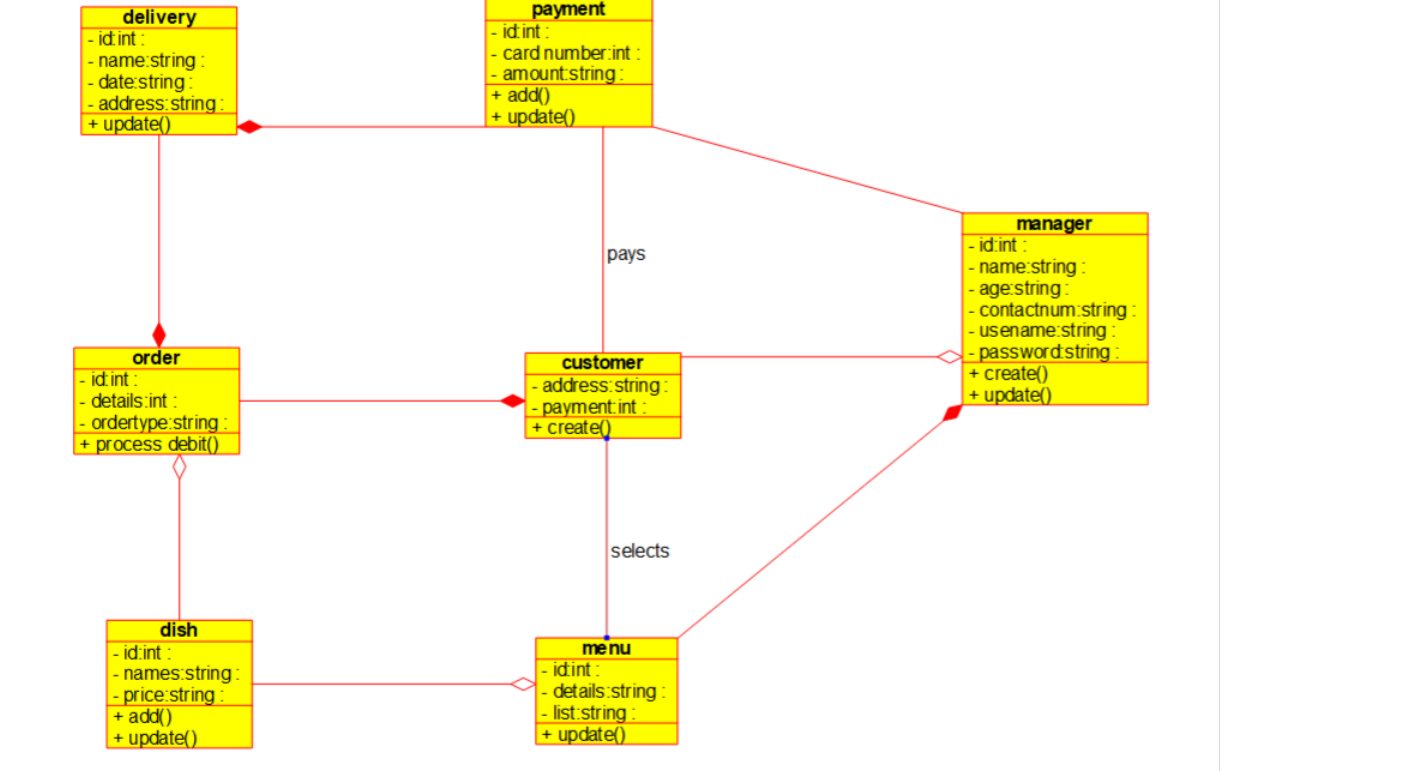 delivery
- id:int :
- name:string :
- date:string :
- address:string :
+ update()
payment
- id:int :
- card number:int :
- amount:string :
+ add()
+ update()
manager
- id:int :
- name:string :
- age:string :
- contactnum:string :
- usename:string :
- password:string :
+ create()
+ update()
pays
order
- id:int :
- details:int :
- ordertype:string :
+ process debit()
customer
- address:string :
- payment:int :
+ create()
selects
dish
- id:int :
- names:string :
- price:string :
+ add()
+ update()
menu
- id:int :
- details:string :
- list:string :
+ update()